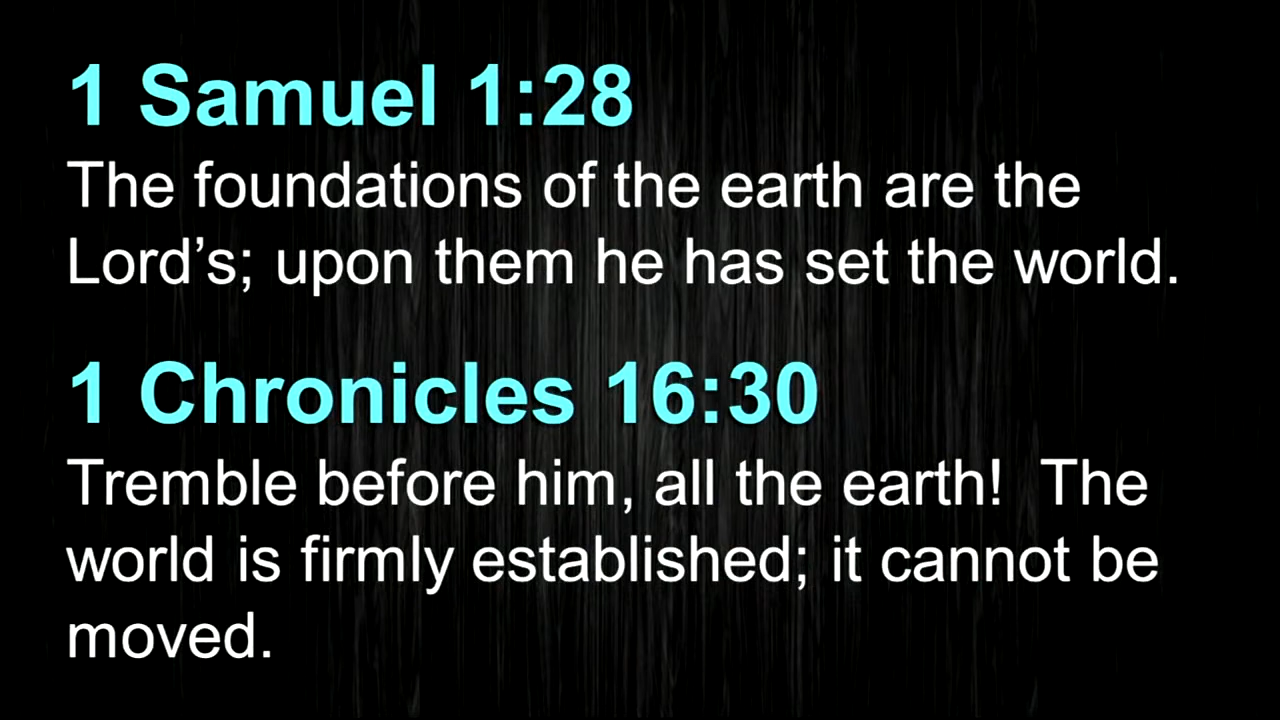 1 Samuel 1:28
The foundations of the earth are the
Lord’s; upon them he has set the world.
1 Chronicles 16:30
Tremble before him, all the earth!  The
world is firmly established; it cannot be
moved.